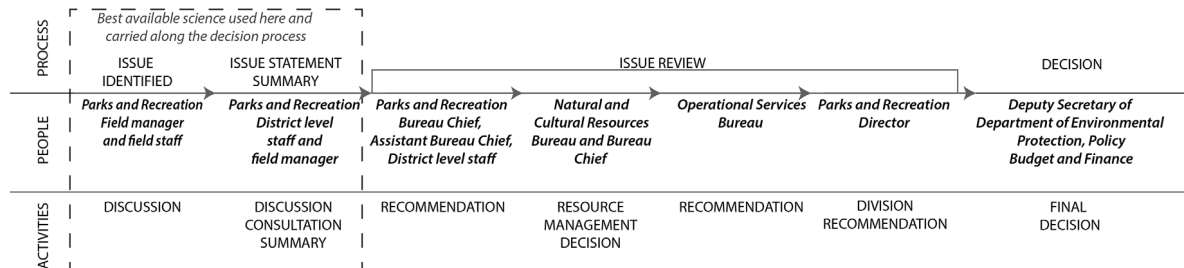 Best available science used here and
carried along the decision process
PROCESS
ISSUE
IDENTIFIED
ISSUE STATEMENT
SUMMARY
ISSUE REVIEW
DECISION
PEOPLE
Parks and Recreation
Field manager
and field staff
Parks and Recreation
District level
staff and
field manager
Parks and Recreation
Bureau Chief,
Assistant Bureau Chief,
District level staff
Natural and
Cultural Resources
Bureau and Bureau
Chief
Operational Services
Bureau
Parks and Recreation
Director
Deputy Secretary of
Department of Environmental
Protection, Policy
Budget and Finance
ACTIVITIES
DISCUSSION
DISCUSSION
CONSULTATION
SUMMARY
RECOMMENDATION
RESOURCE
MANAGEMENT
DECISION
RECOMMENDATION
DIVISION
RECOMMENDATION
FINAL
DECISION